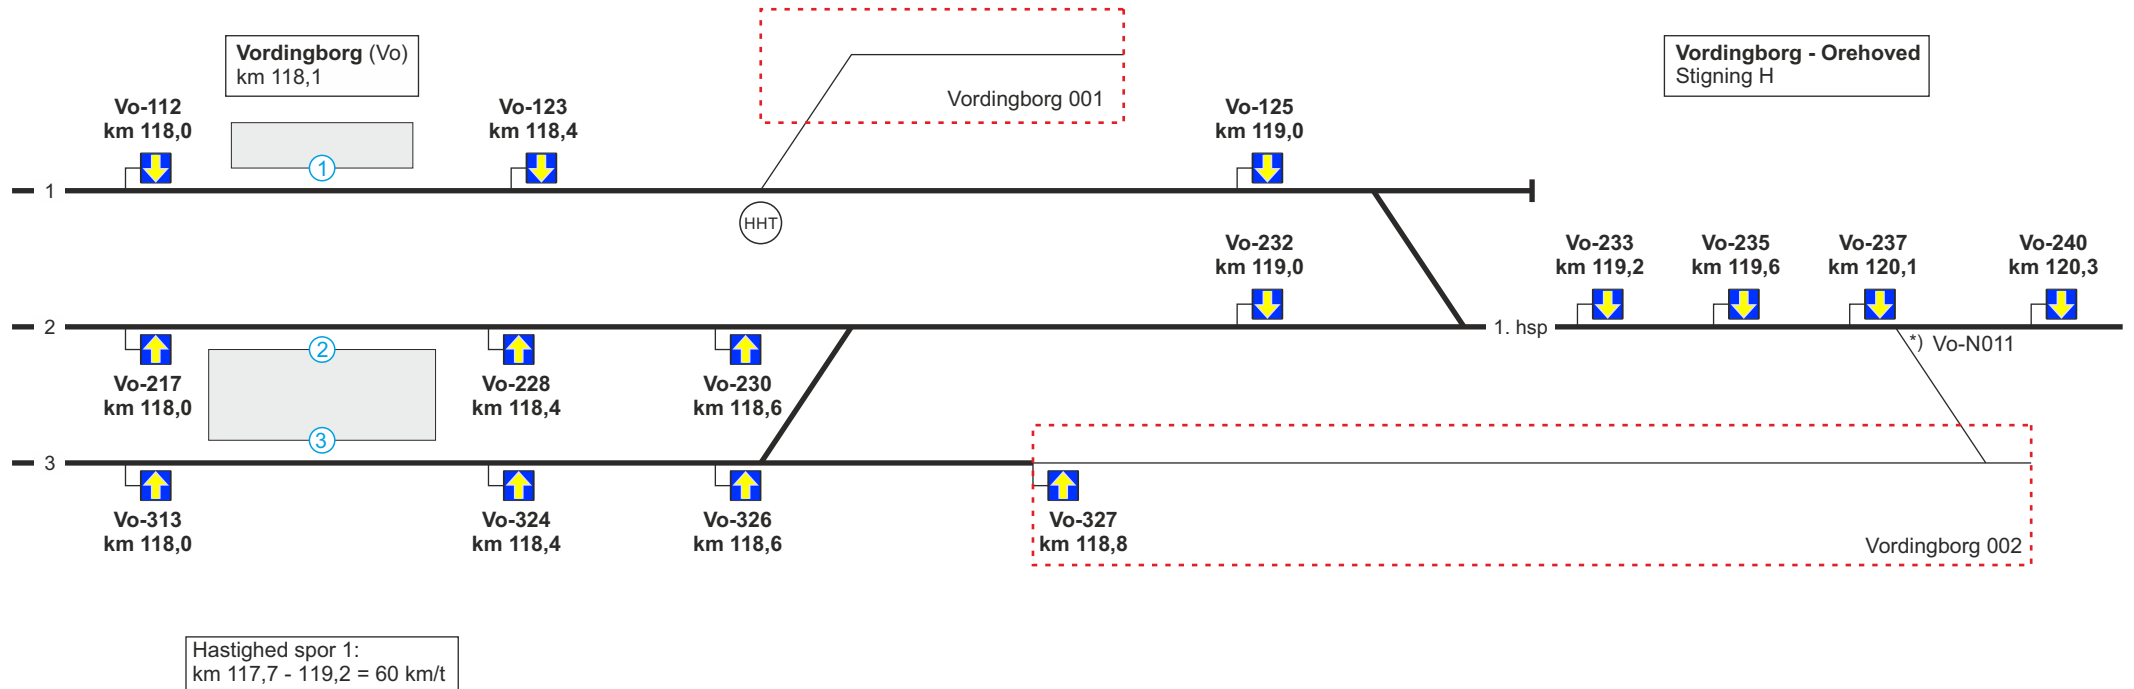 Vordingborg (Vo)
km 118,1
Vordingborg - Orehoved
Stigning H
Vordingborg 001
Vo-112
km 118,0
Vo-123
km 118,4
Vo-125
km 119,0
1
1
HHT
Vo-232
km 119,0
Vo-233
km 119,2
Vo-235
km 119,6
Vo-237
km 120,1
Vo-240
km 120,3
2
1. hsp
*) Vo-N011
2
Vo-217
km 118,0
Vo-228
km 118,4
Vo-230
km 118,6
3
3
Vo-313
km 118,0
Vo-324
km 118,4
Vo-326
km 118,6
Vo-327
km 118,8
Vordingborg 002
Hastighed spor 1:
km 117,7 - 119,2 = 60 km/t